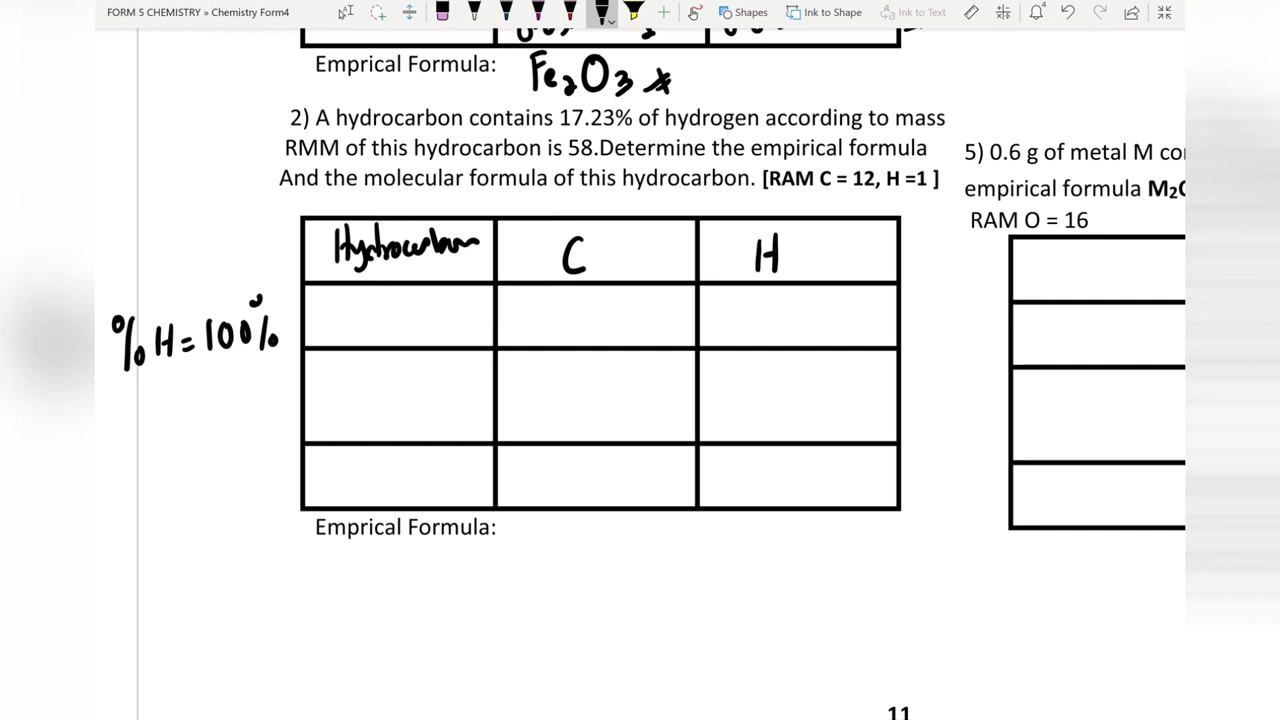 FORM 5 CHEMISTRY » Chemistry Form4
Shapes
Ink to Shape
Ink to Text
Emprical Formula: Fe₂O₃
2) A hydrocarbon contains 17.23% of hydrogen according to mass
RMM of this hydrocarbon is 58.Determine the empirical formula
And the molecular formula of this hydrocarbon. [RAM C = 12, H =1 ]
Hydrocarbon C H
% H = 100%
Emprical Formula:
5) 0.6 g of metal M
empirical formula
RAM O = 16
11